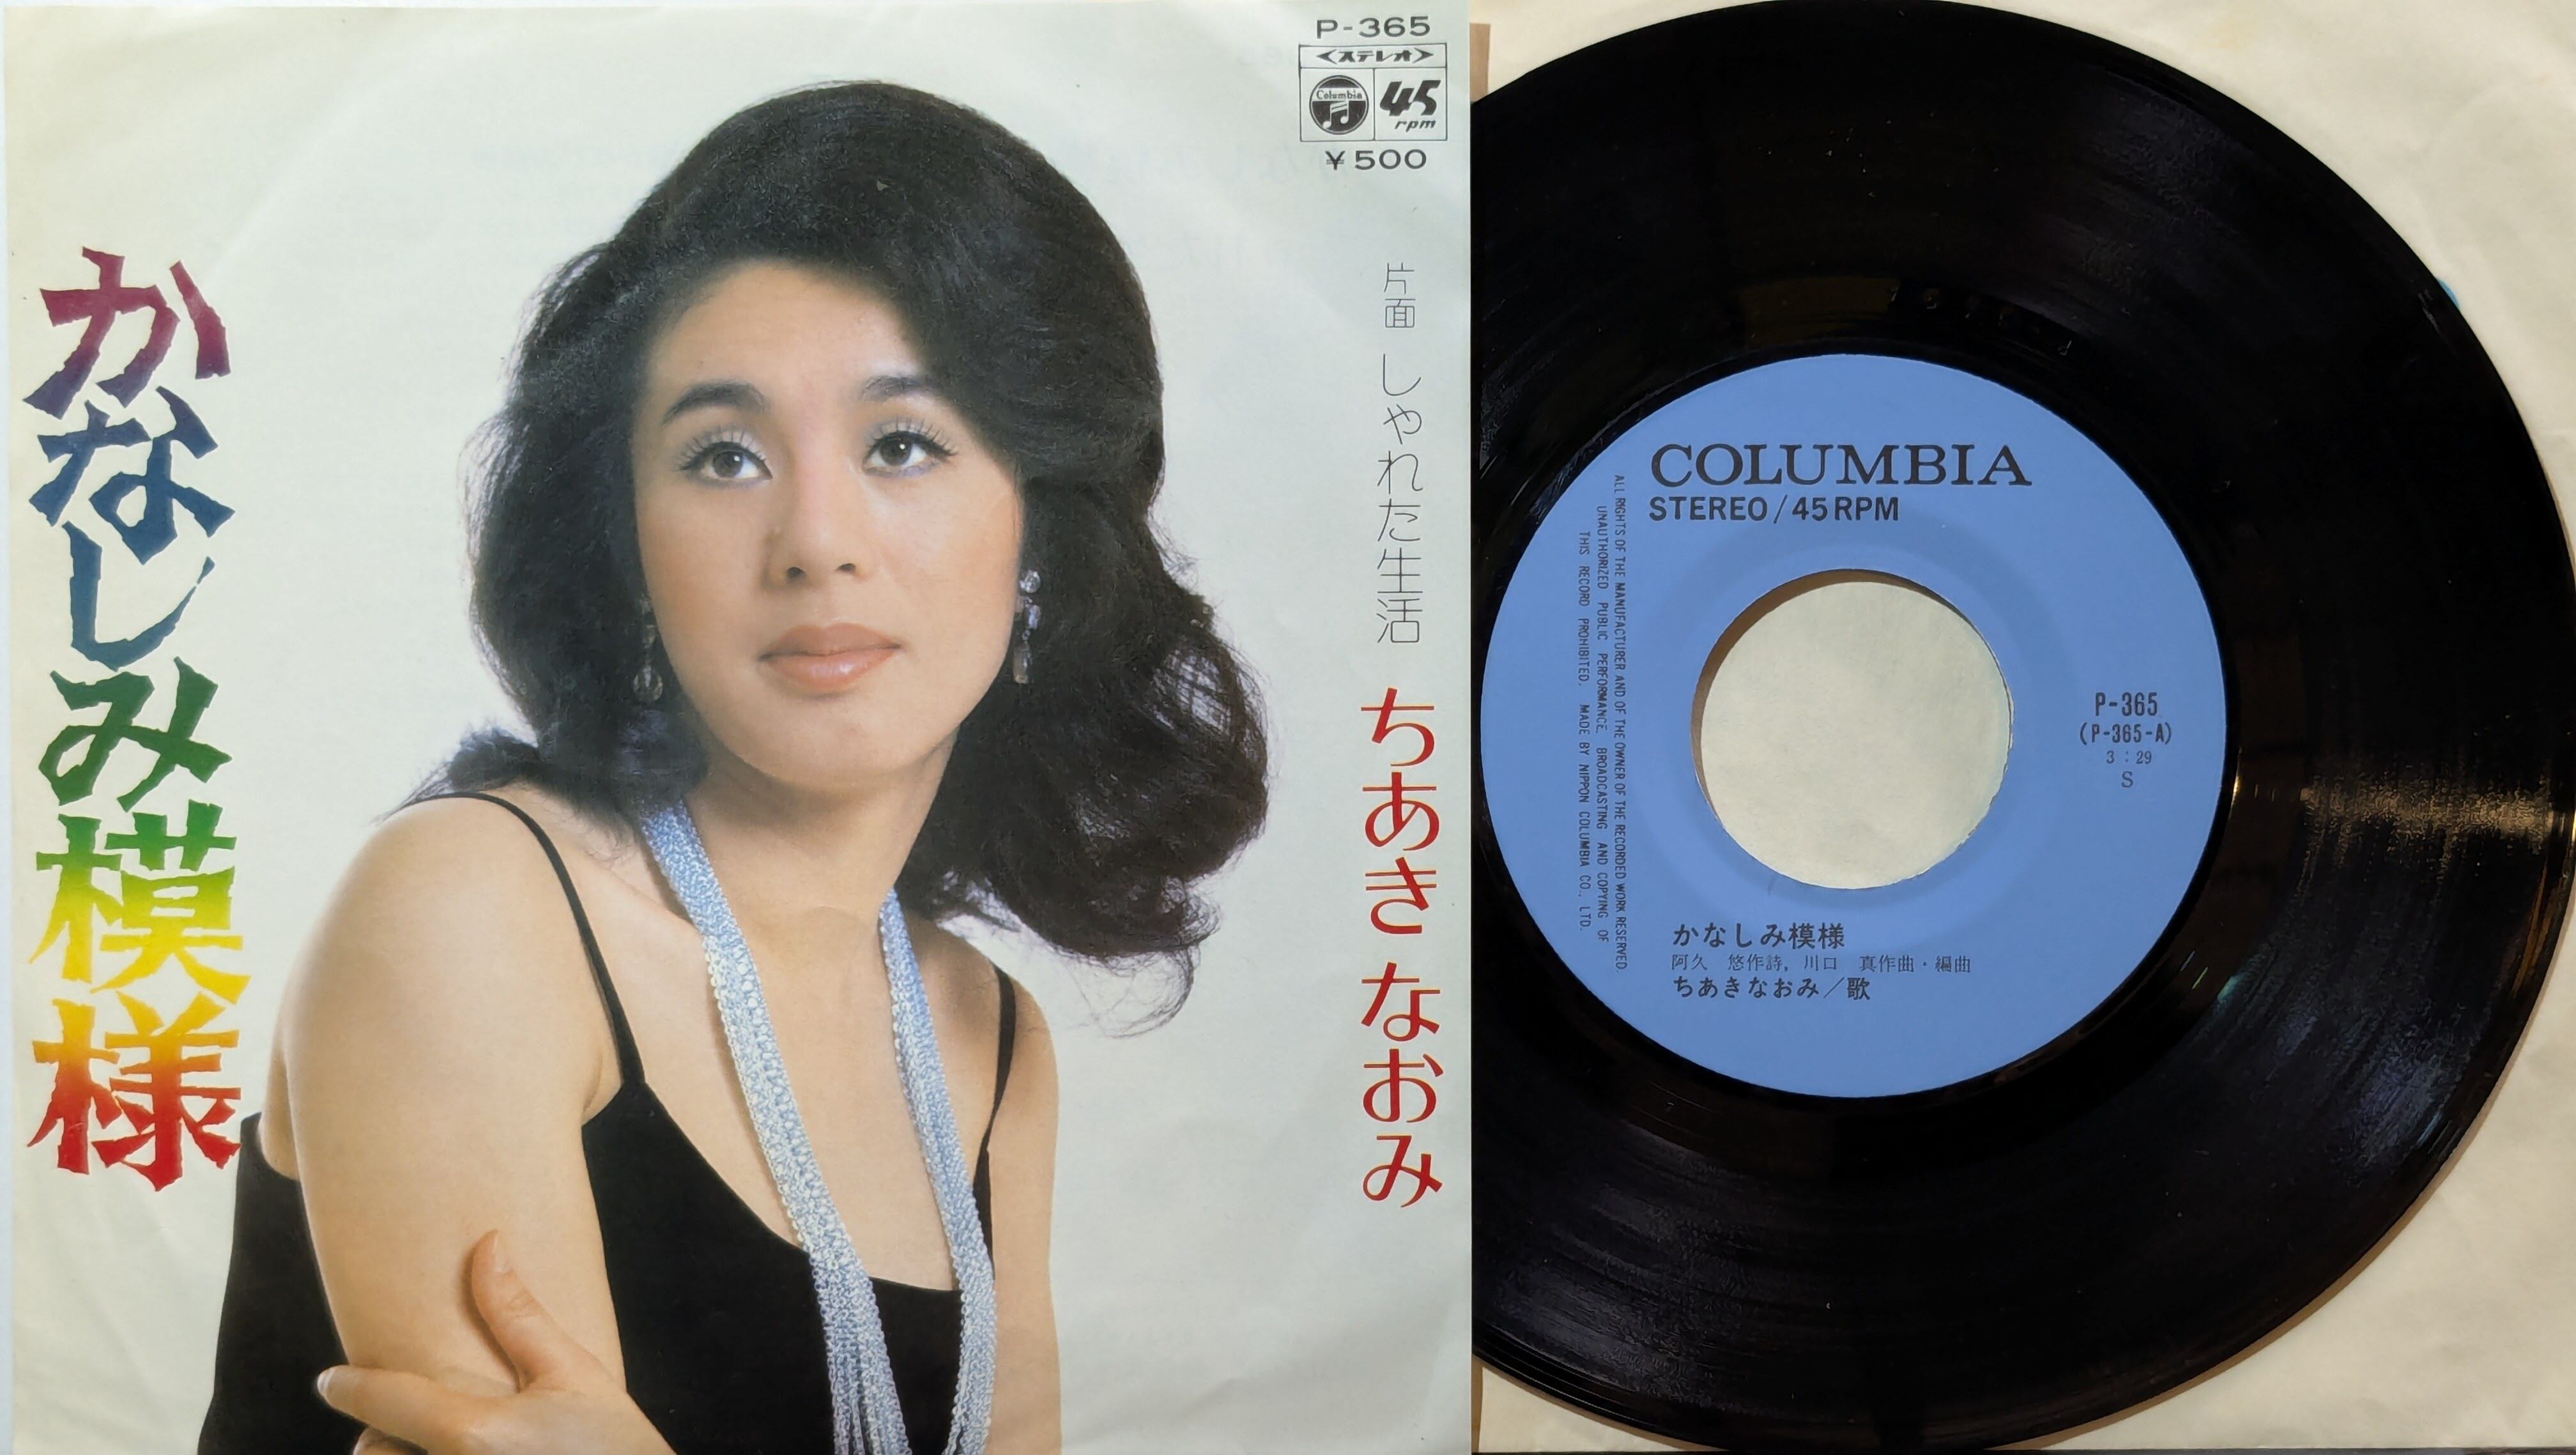 P-365
<ステレオ>
Columbia
45
rpm
¥500
かなしみ模様
片面 しゃれた生活
ちあきなおみ
COLUMBIA
STEREO/45RPM
ALL RIGHTS OF THE MANUFACTURER AND OF THE OWNER OF THE RECORDED WORK RESERVED.
UNAUTHORIZED PUBLIC PERFORMANCE, BROADCASTING AND COPYING OF
THIS RECORD PROHIBITED. MADE BY NIPPON COLUMBIA CO., LTD.
P-365
(P-365-A)
3:29
S
かなしみ模様
阿久 悠作詩, 川口 真作曲・編曲
ちあきなおみ/歌